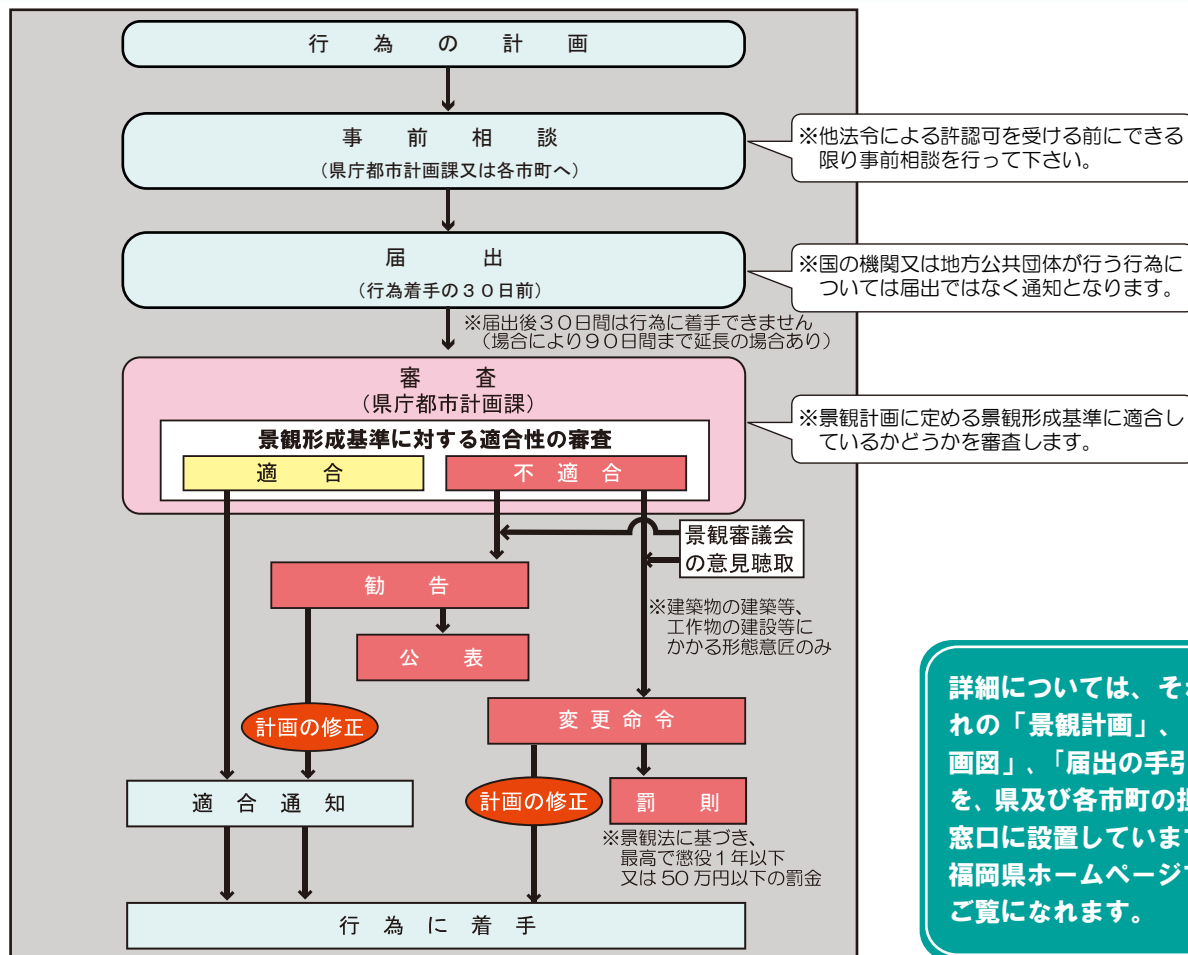 行為の計画
事前相談
（県庁都市計画課又は各市町へ）
※他法令による許認可を受ける前にできる
限り事前相談を行って下さい。
届出
（行為着手の３０日前）
※国の機関又は地方公共団体が行う行為に
ついては届出ではなく通知となります。
※届出後３０日間は行為に着手できません
（場合により９０日間まで延長の場合あり）
審査
（県庁都市計画課）
※景観計画に定める景観形成基準に適合し
ているかどうかを審査します。
景観形成基準に対する適合性の審査
適合
不適合
景観審議会
の意見聴取
勧告
※建築物の建築等、
工作物の建設等に
かかる形態意匠のみ
公表
変更命令
計画の修正
適合通知
計画の修正
罰則
※景観法に基づき、
最高で懲役１年以下
又は 50 万円以下の罰金
行為に着手
詳細については、そ
れの「景観計画」、
画図」、「届出の手引
を、県及び各市町の担
窓口に設置しています
福岡県ホームページ
ご覧になれます。